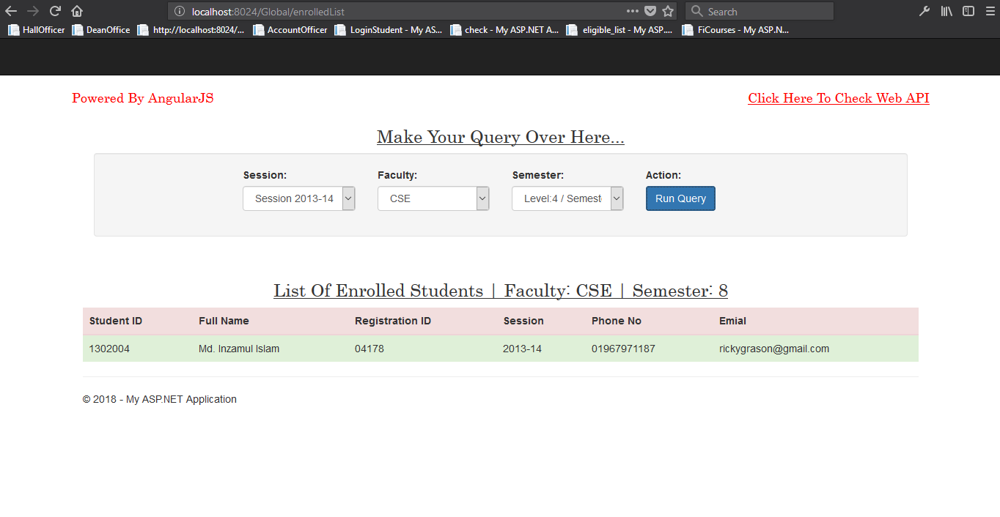 localhost:8024/Global/enrolledList Search
HallOfficer DeanOffice http://localhost:8024/... AccountOfficer LoginStudent - My AS... check - My ASP.NET A... eligible_list - My ASP.... FiCourses - My ASP.N...
Powered By AngularJS Click Here To Check Web API
Make Your Query Over Here...
Session: Faculty: Semester: Action:
Session 2013-14 CSE Level:4 / Semest Run Query
List Of Enrolled Students | Faculty: CSE | Semester: 8
Student ID Full Name Registration ID Session Phone No Emial
1302004 Md. Inzamul Islam 04178 2013-14 01967971187 rickygrason@gmail.com
© 2018 - My ASP.NET Application